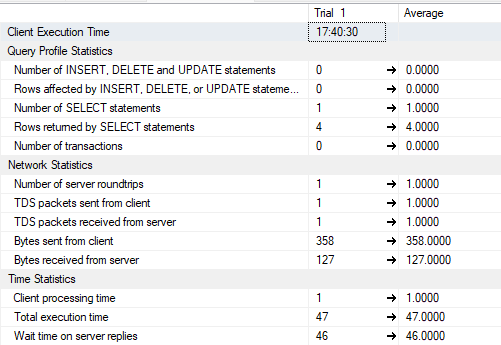 Trial 1 Average
Client Execution Time 17:40:30
Query Profile Statistics
Number of INSERT, DELETE and UPDATE statements 0 → 0.0000
Rows affected by INSERT, DELETE, or UPDATE stateme... 0 → 0.0000
Number of SELECT statements 1 → 1.0000
Rows returned by SELECT statements 4 → 4.0000
Number of transactions 0 → 0.0000
Network Statistics
Number of server roundtrips 1 → 1.0000
TDS packets sent from client 1 → 1.0000
TDS packets received from server 1 → 1.0000
Bytes sent from client 358 → 358.0000
Bytes received from server 127 → 127.0000
Time Statistics
Client processing time 1 → 1.0000
Total execution time 47 → 47.0000
Wait time on server replies 46 → 46.0000